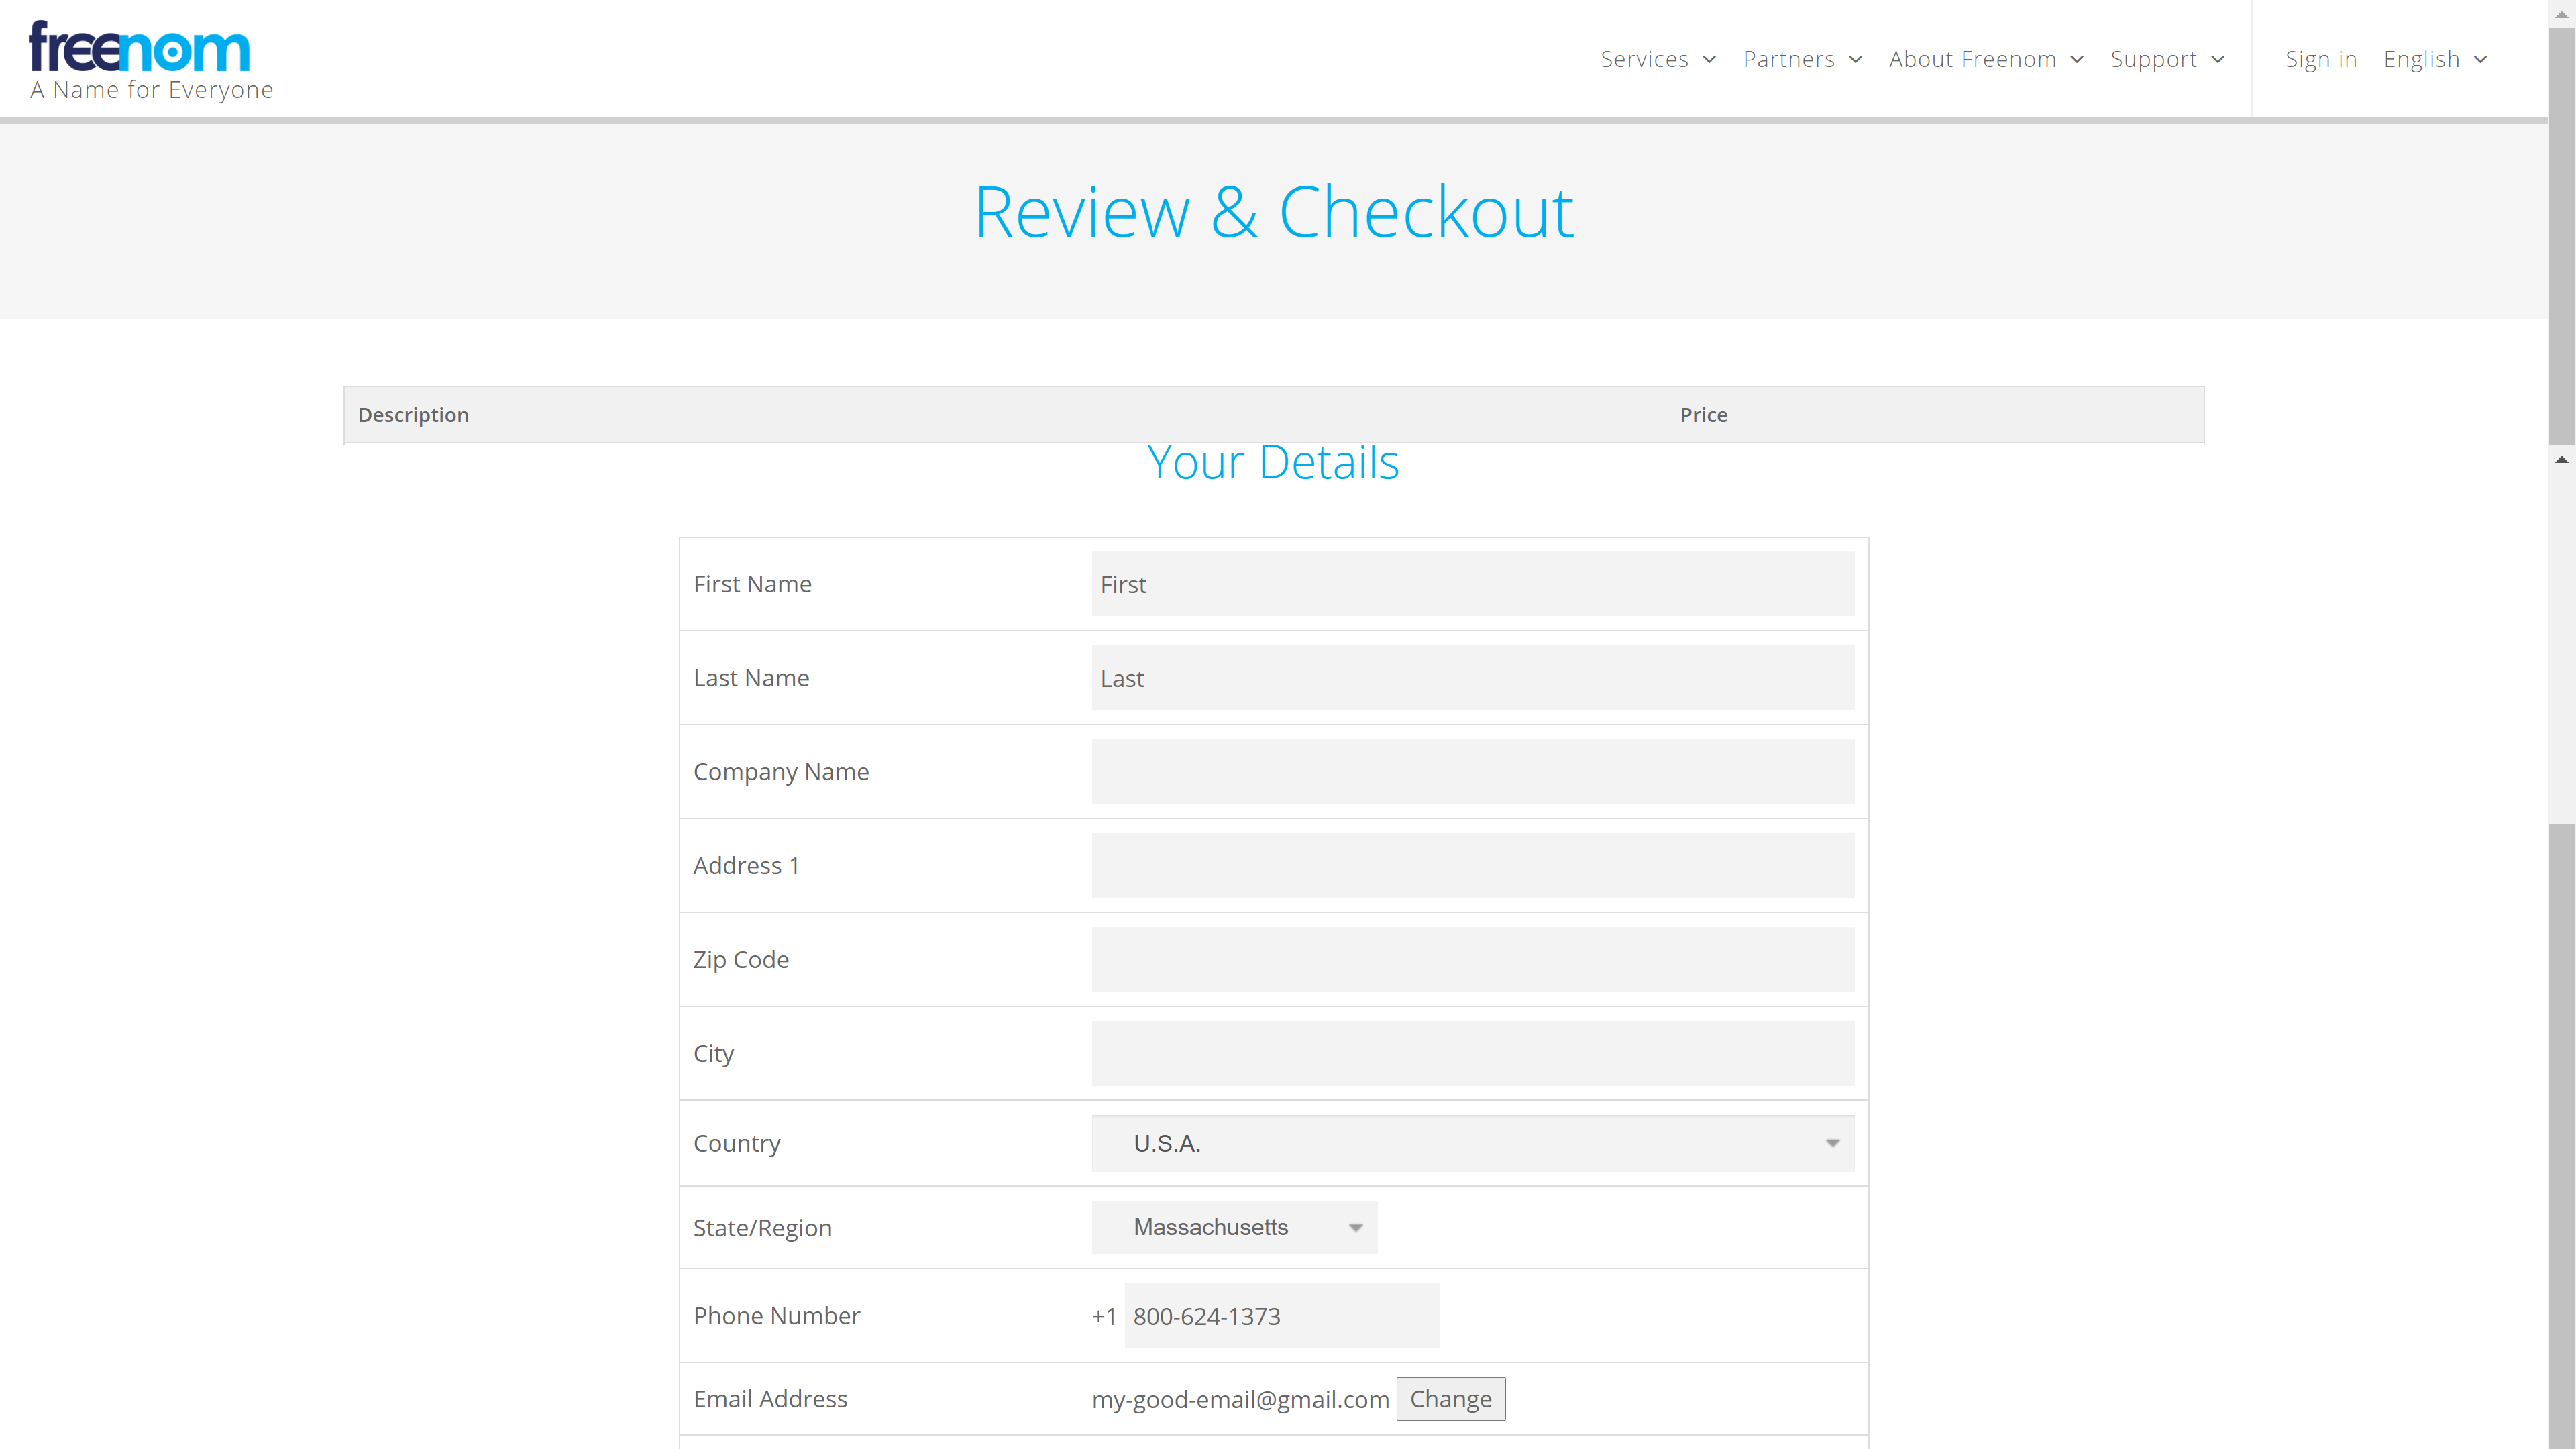 freenom
A Name for Everyone
Services Partners About Freenom Support Sign in English
Review & Checkout
Description Price
Your Details
First Name First
Last Name Last
Company Name
Address 1
Zip Code
City
Country U.S.A.
State/Region Massachusetts
Phone Number +1 800-624-1373
Email Address my-good-email@gmail.com Change